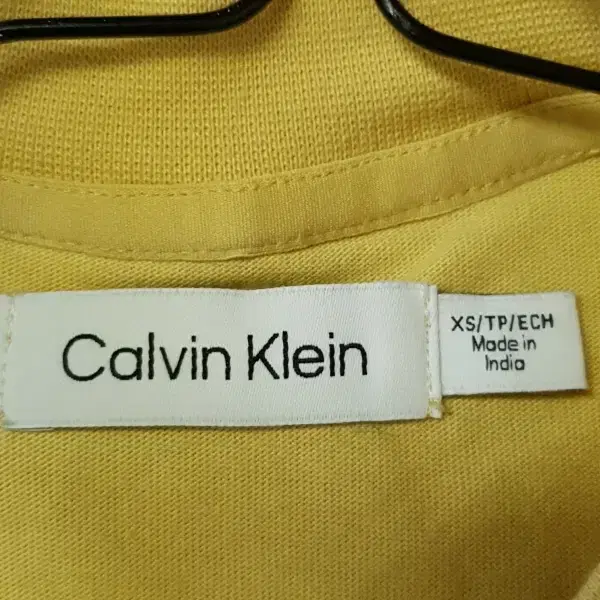 Calvin Klein
XS/TP/ECH
Made in
India